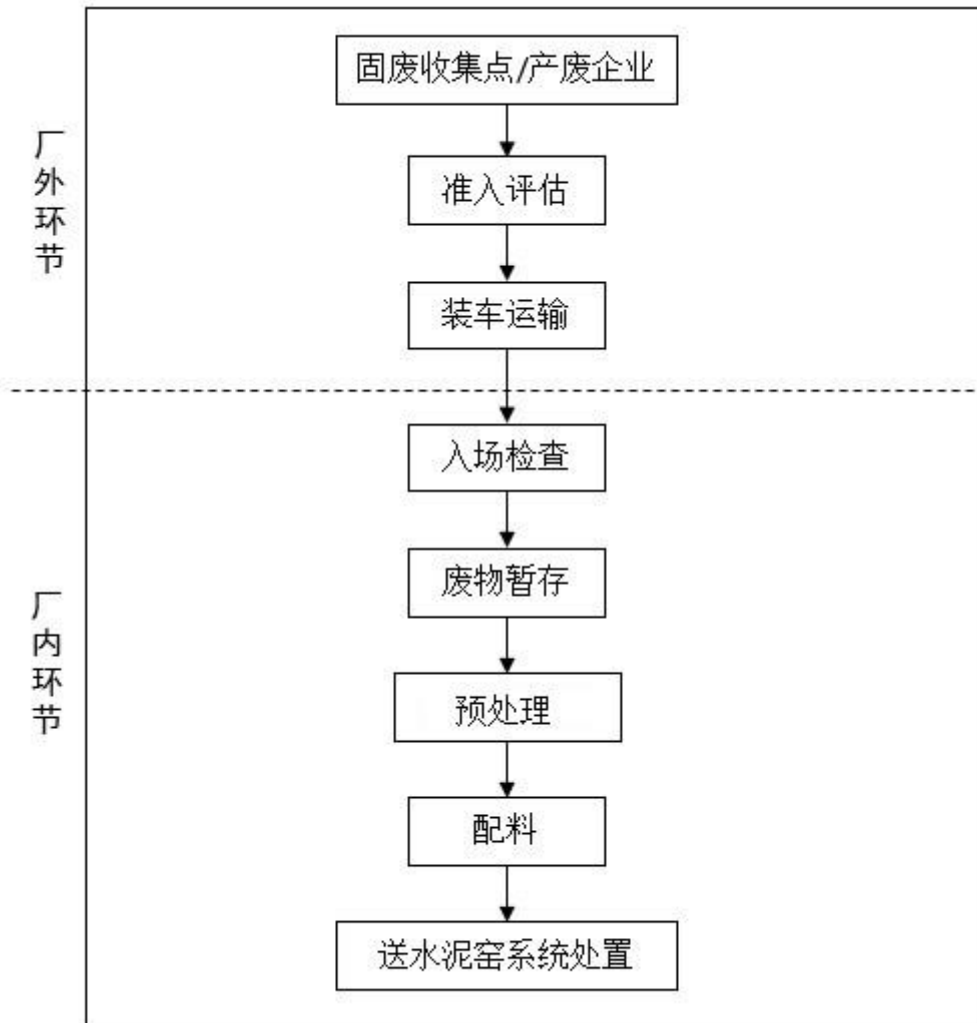 固废收集点/产废企业
准入评估
装车运输
厂外环节
入场检查
废物暂存
预处理
配料
送水泥窑系统处置
厂内环节